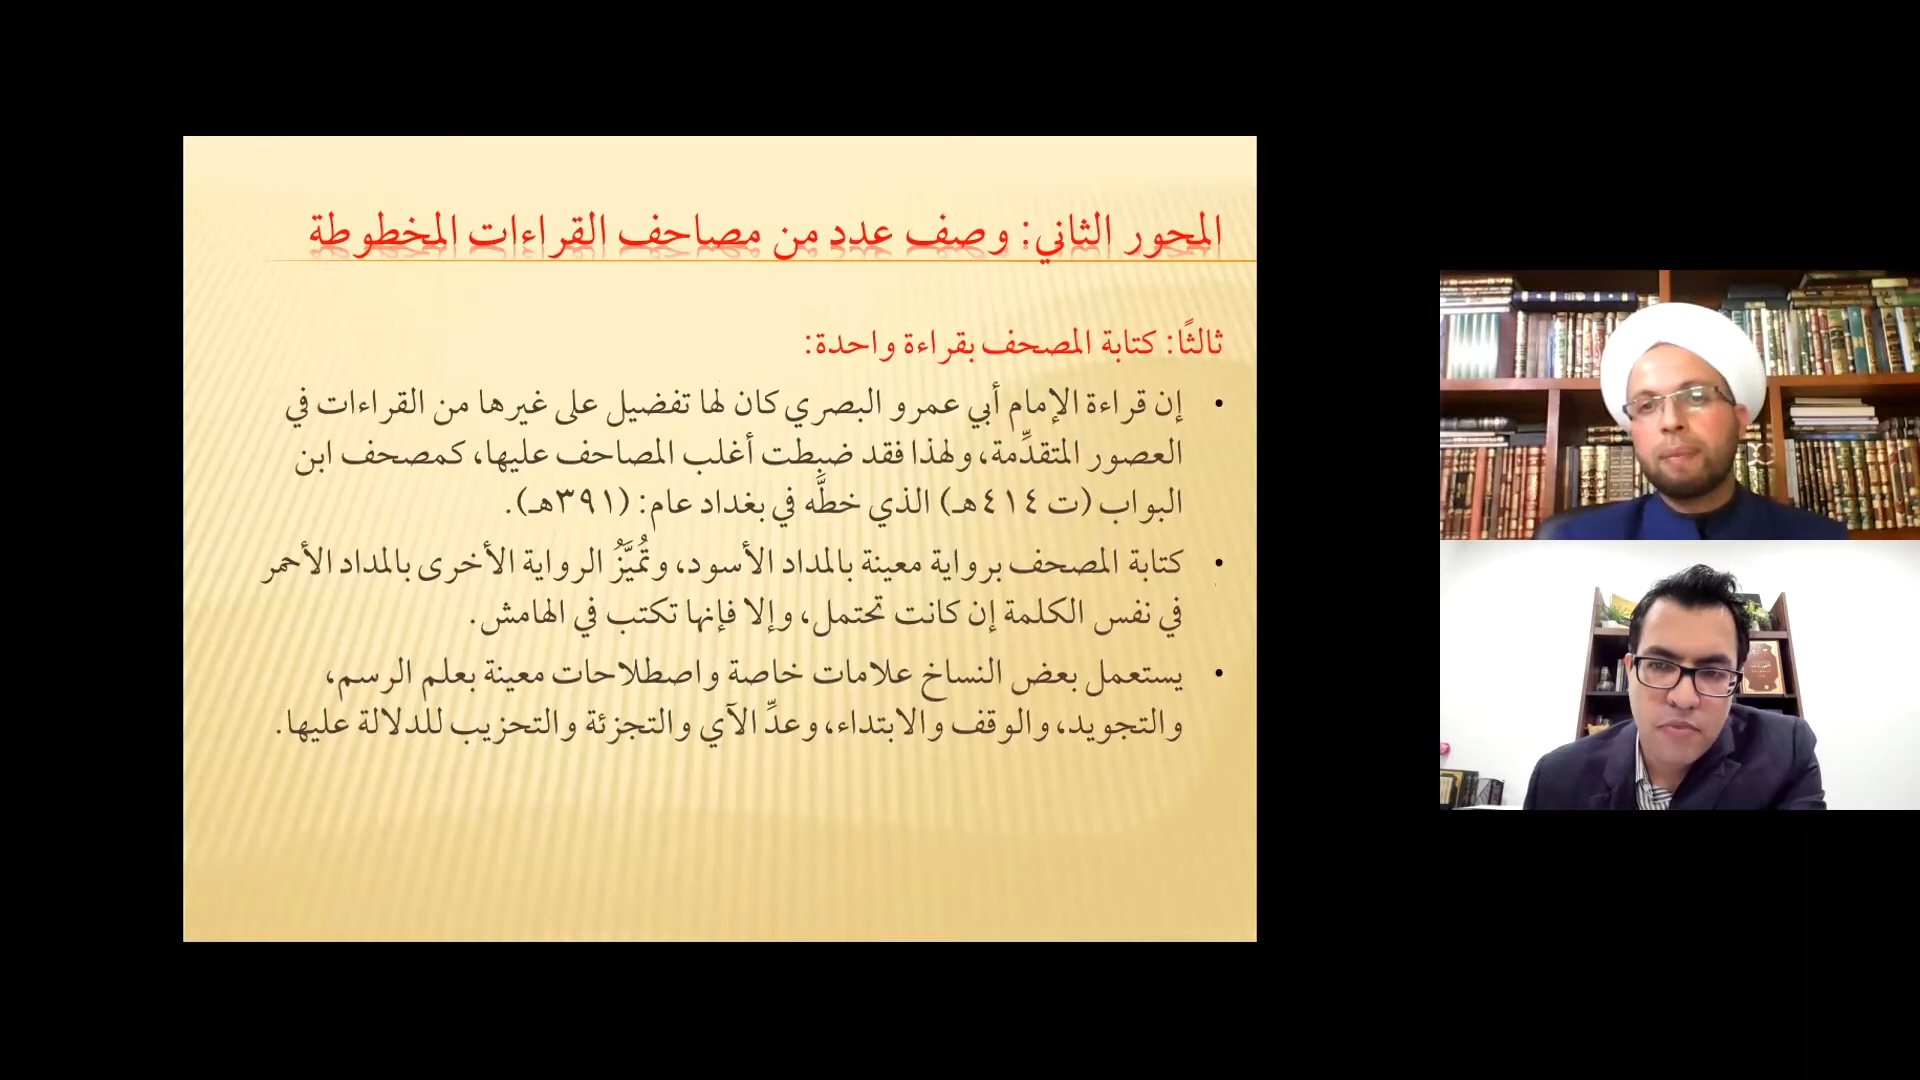 المحور الثاني: وصف عدد من مصاحف القراءات المخطوطة
ثالثًا: كتابة المصحف بقراءة واحدة:
• إن قراءة الإمام أبي عمرو البصري كان لها تفضيل على غيرها من القراءات في
العصور المتقدِّمة، ولهذا فقد ضبطت أغلب المصاحف عليها، كمصحف ابن
البواب (ت ٤١٤هـ) الذي خطَّه في بغداد عام: (٣٩١هـ).
• كتابة المصحف برواية معينة بالمداد الأسود، وتُميَّزُ الرواية الأخرى بالمداد الأحمر
في نفس الكلمة إن كانت تحتمل، وإلا فإنها تكتب في الهامش.
• يستعمل بعض النساخ علامات خاصة واصطلاحات معينة بعلم الرسم،
والتجويد، والوقف والابتداء، وعدِّ الآي والتجزئة والتحزيب للدلالة عليها.